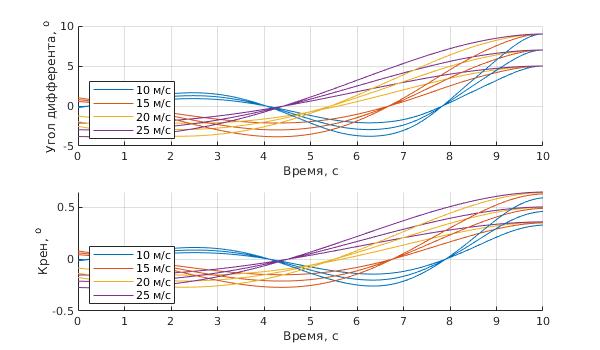 Угол дифферента, °
10
5
0
-5
10 м/с
15 м/с
20 м/с
25 м/с
0 1 2 3 4 5 6 7 8 9 10
Время, с
Крен, °
0.5
0
-0.5
10 м/с
15 м/с
20 м/с
25 м/с
0 1 2 3 4 5 6 7 8 9 10
Время, с